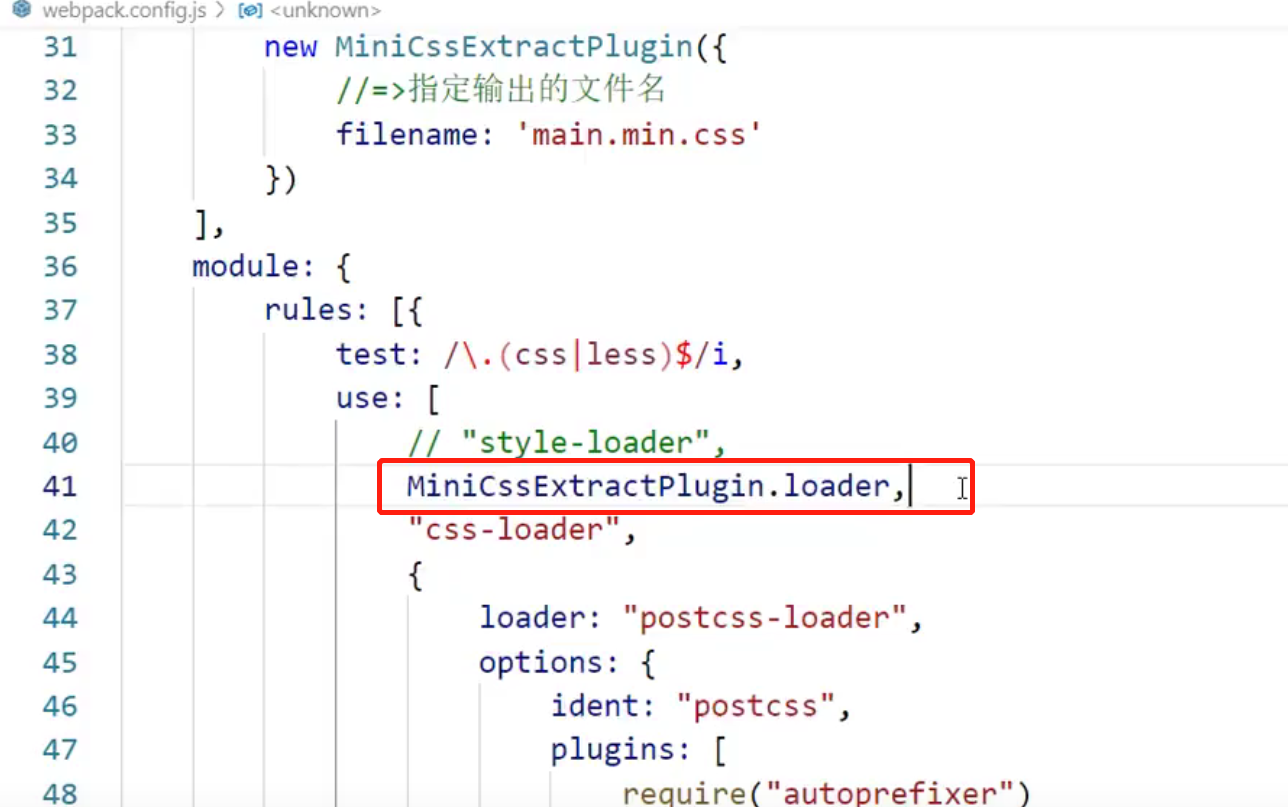 webpack.config.js > <unknown>
31 new MiniCssExtractPlugin({
32 //=>指定输出的文件名
33 filename: 'main.min.css'
34 })
35 ],
36 module: {
37 rules: [{
38 test: /\.(css|less)$/i,
39 use: [
40 // "style-loader",
41 MiniCssExtractPlugin.loader,
42 "css-loader",
43 {
44 loader: "postcss-loader",
45 options: {
46 ident: "postcss",
47 plugins: [
48 require("autoprefixer")